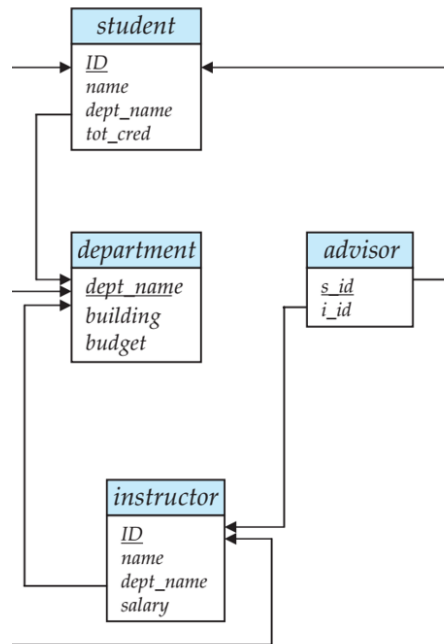 student
ID
name
dept_name
tot_cred
department
dept_name
building
budget
advisor
s_id
i_id
instructor
ID
name
dept_name
salary